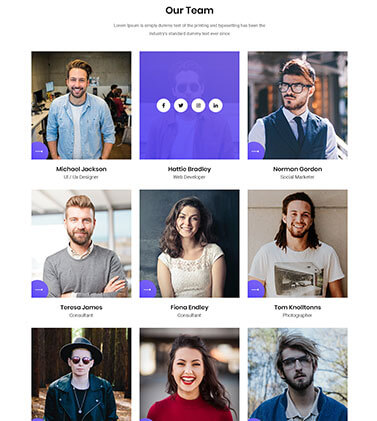 Our Team
Lorem Ipsum is simply dummy text of the printing and typesetting has been the
industry's standard dummy text ever since
Michael Jackson
UI / Ux Designer
Hattie Bradley
Web Developer
Norman Gordon
Social Marketer
Teresa James
Consultant
Fiona Endley
Consultant
Tom Knolltonns
Photographer